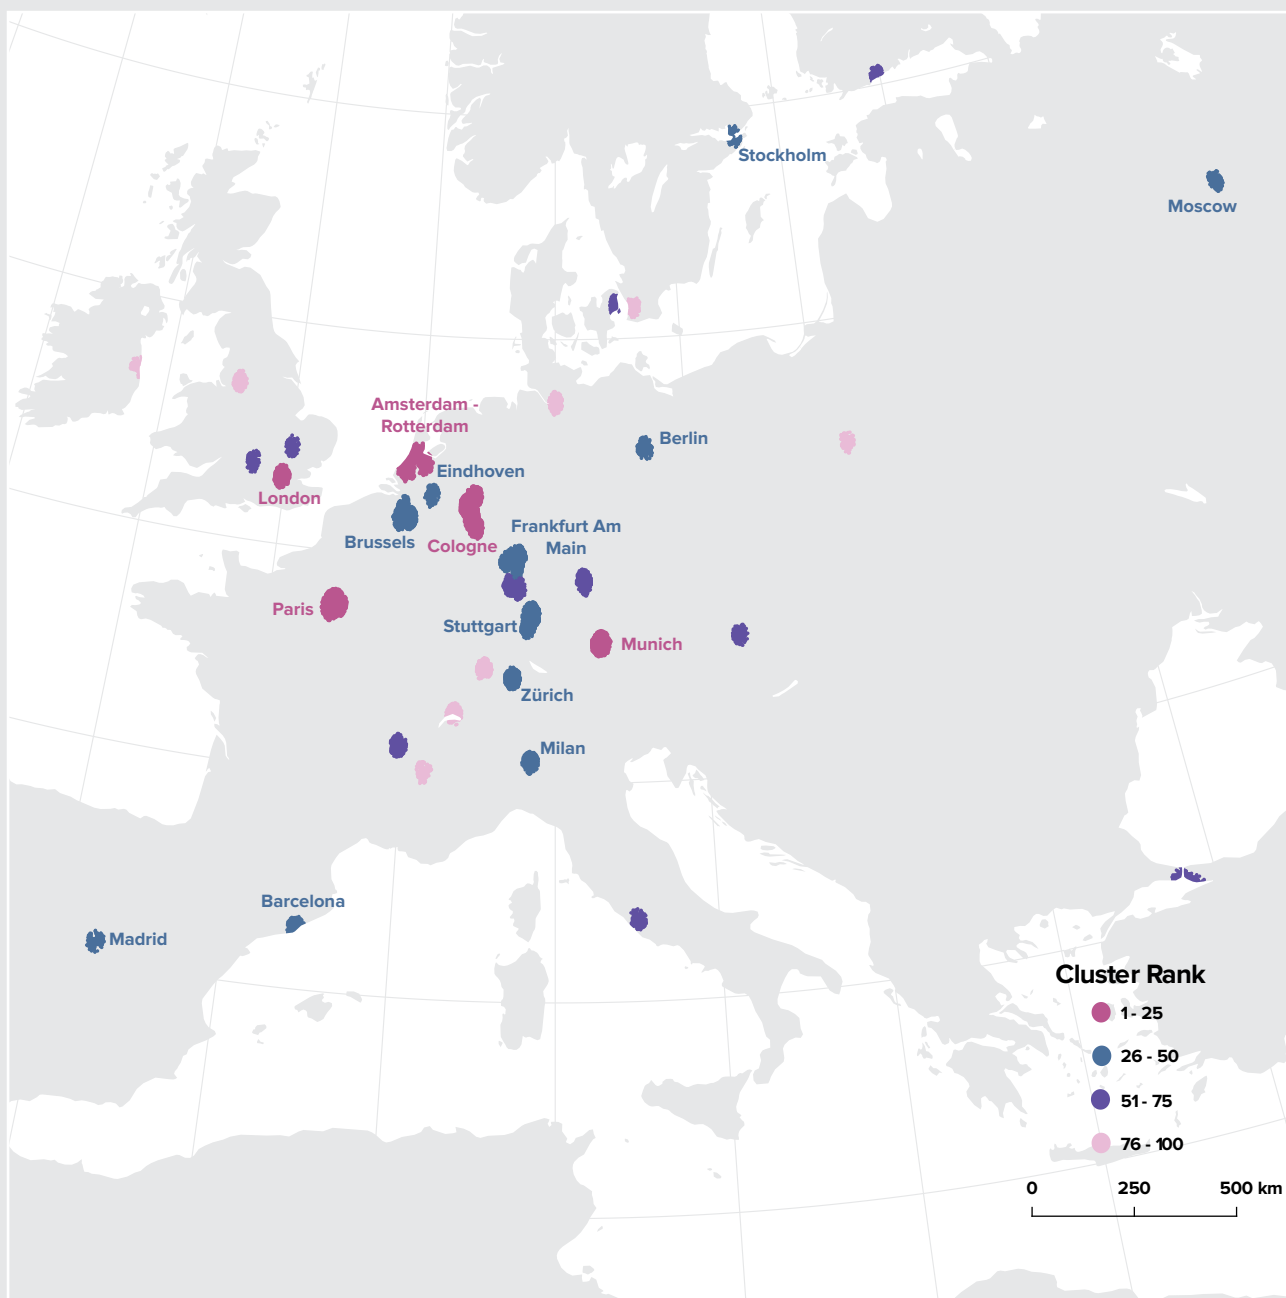 Stockholm
Moscow
Amsterdam -
Rotterdam
Berlin
Eindhoven
London
Frankfurt Am
Main
Brussels
Cologne
Paris
Stuttgart
Munich
Zürich
Milan
Barcelona
Madrid
Cluster Rank
1 - 25
26 - 50
51 - 75
76 - 100
0 250 500 km